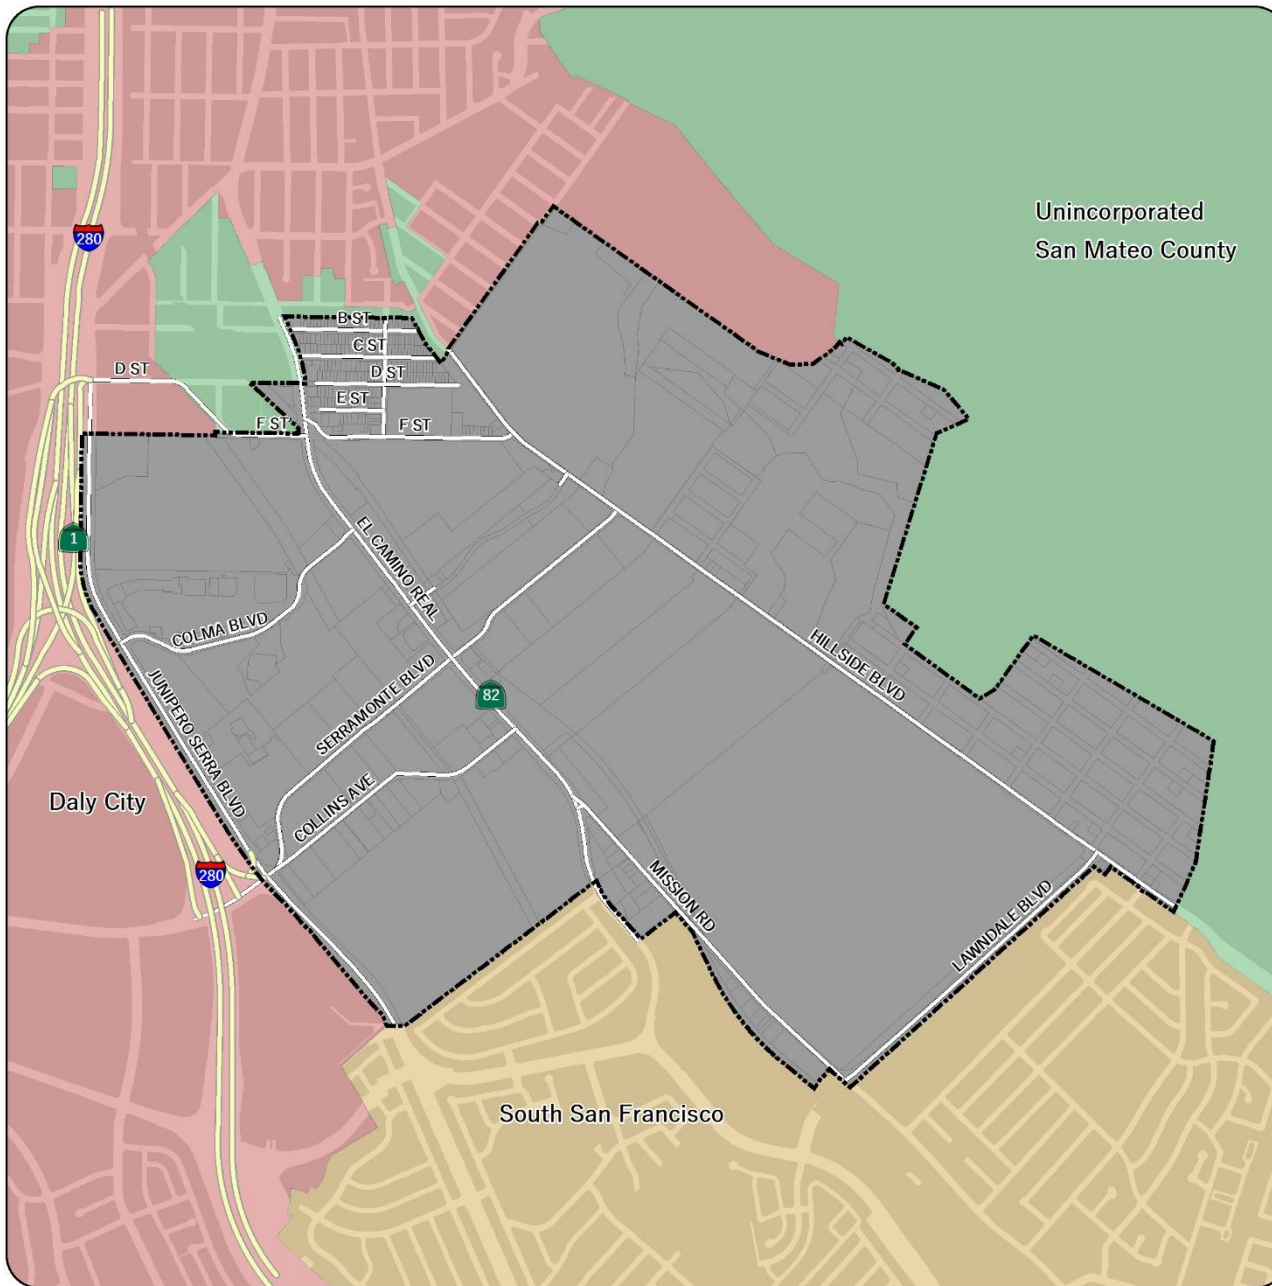 Unincorporated
San Mateo County
280
B ST
C ST
D ST
D ST
E ST
F ST
F ST
1
EL CAMINO REAL
COLMA BLVD
HILLSIDE BLVD
JUNIPERO SERRA BLVD
SERRAMONTE BLVD
82
Daly City
COLLINS AVE
280
MISSION RD
LAWNDALE BLVD
South San Francisco